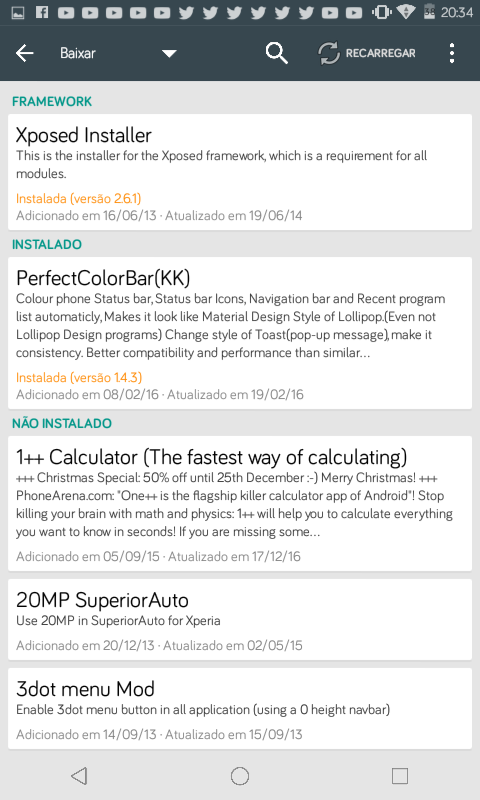 20:34
Baixar
RECARREGAR
FRAMEWORK
Xposed Installer
This is the installer for the Xposed framework, which is a requirement for all
modules.
Instalada (versão 2.6.1)
Adicionado em 16/06/13 · Atualizado em 19/06/14
INSTALADO
PerfectColorBar(KK)
Colour phone Status bar, Status bar Icons, Navigation bar and Recent program
list automaticly, Makes it look like Material Design Style of Lollipop.(Even not
Lollipop Design programs) Change style of Toast(pop-up message), make it
consistency. Better compatibility and performance than similar...
Instalada (versão 1.4.3)
Adicionado em 08/02/16 · Atualizado em 19/02/16
NÃO INSTALADO
1++ Calculator (The fastest way of calculating)
+++ Christmas Special: 50% off until 25th December :-) Merry Christmas! +++
PhoneArena.com: "One++ is the flagship killer calculator app of Android"! Stop
killing your brain with math and physics: 1++ will help you to calculate everything
you want to know in seconds! If you are missing some...
Adicionado em 05/09/15 · Atualizado em 17/12/16
20MP SuperiorAuto
Use 20MP in SuperiorAuto for Xperia
Adicionado em 20/12/13 · Atualizado em 02/05/15
3dot menu Mod
Enable 3dot menu button in all application (using a 0 height navbar)
Adicionado em 14/09/13 · Atualizado em 15/09/13